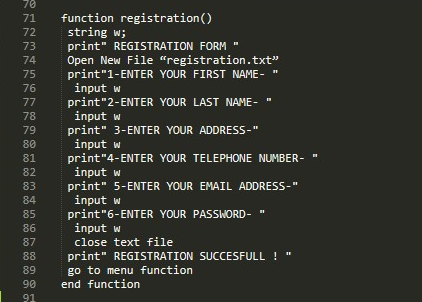 70
71 function registration()
72 string w;
73 print" REGISTRATION FORM "
74 Open New File “registration.txt”
75 print"1-ENTER YOUR FIRST NAME- "
76 input w
77 print"2-ENTER YOUR LAST NAME- "
78 input w
79 print" 3-ENTER YOUR ADDRESS-"
80 input w
81 print"4-ENTER YOUR TELEPHONE NUMBER- "
82 input w
83 print" 5-ENTER YOUR EMAIL ADDRESS-"
84 input w
85 print"6-ENTER YOUR PASSWORD- "
86 input w
87 close text file
88 print" REGISTRATION SUCCESFULL ! "
89 go to menu function
90 end function
91